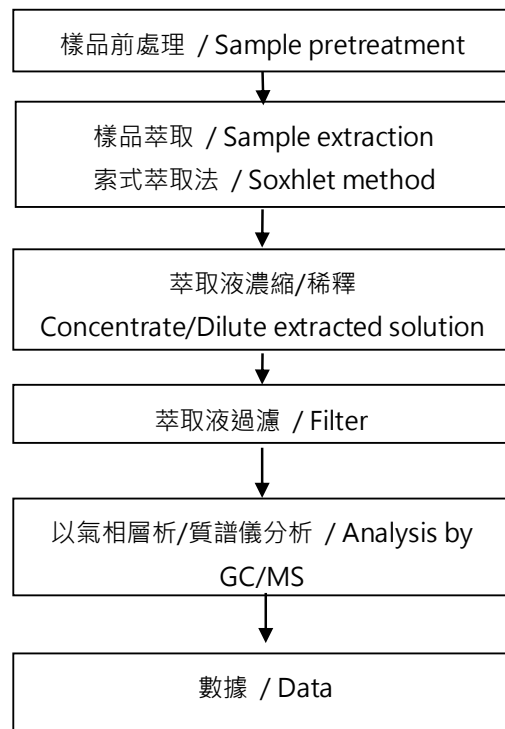 樣品前處理 / Sample pretreatment
樣品萃取 / Sample extraction
索式萃取法 / Soxhlet method
萃取液濃縮/稀釋
Concentrate/Dilute extracted solution
萃取液過濾 / Filter
以氣相層析/質譜儀分析 / Analysis by
GC/MS
數據 / Data